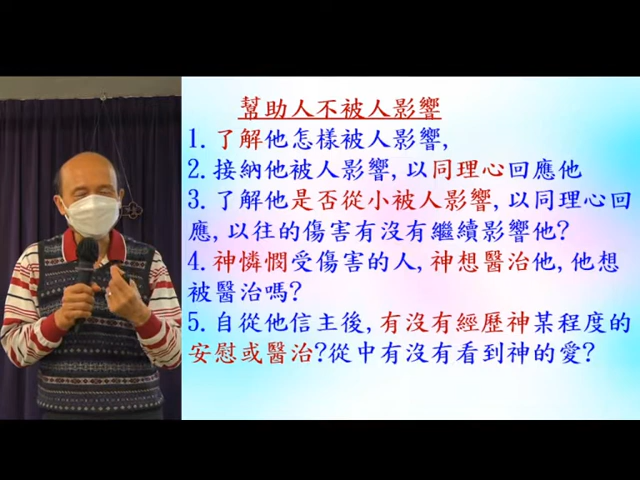 幫助人不被人影響
1.了解他怎樣被人影響,
2.接納他被人影響,以同理心回應他
3.了解他是否從小被人影響,以同理心回
應,以往的傷害有沒有繼續影響他?
4.神憐憫受傷害的人,神想醫治他,他想
被醫治嗎?
5.自從他信主後,有沒有經歷神某程度的
安慰或醫治?從中有沒有看到神的愛?